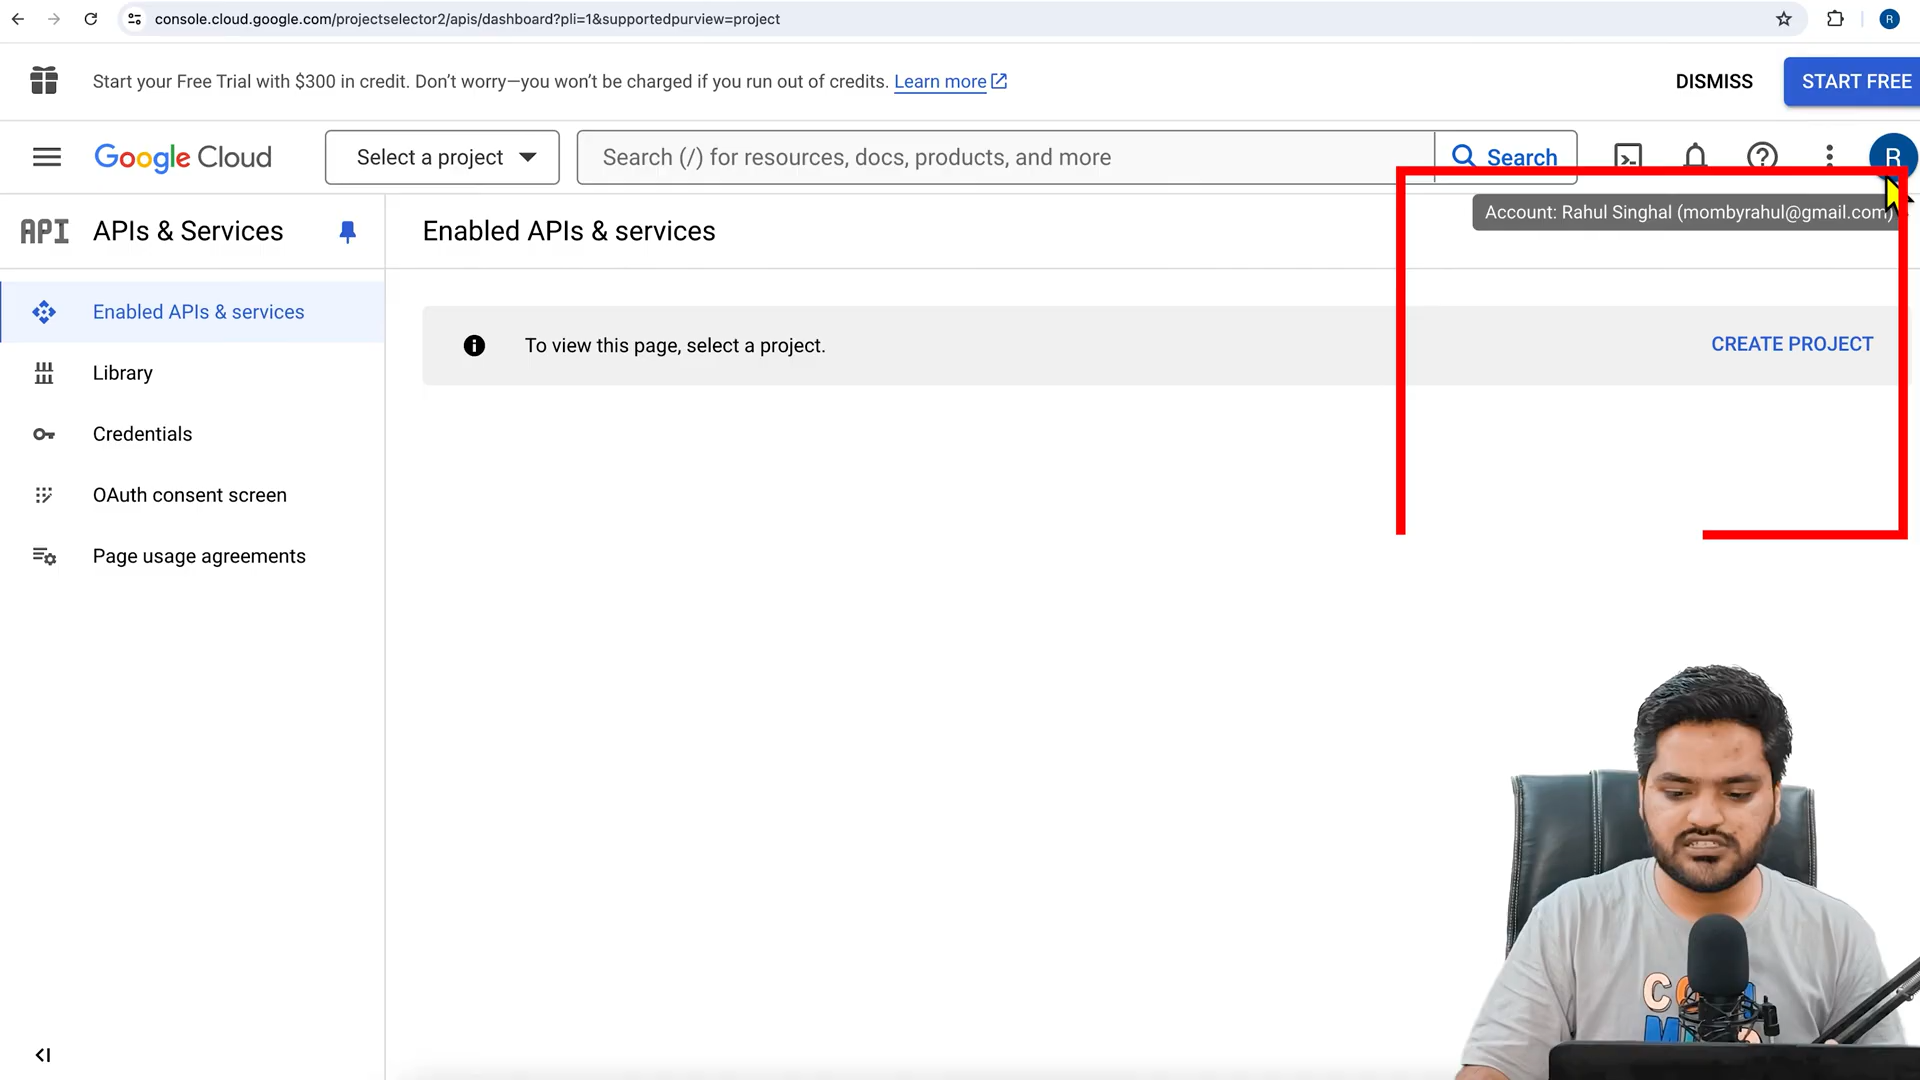 console.cloud.google.com/projectselector2/apis/dashboard?pli=1&supportedpurview=project
R
Start your Free Trial with $300 in credit. Don't worry—you won't be charged if you run out of credits. Learn more
DISMISS
START FREE
Google Cloud
Select a project
Search (/) for resources, docs, products, and more
Search
R
API
APIs & Services
Enabled APIs & services
Account: Rahul Singhal (mombyrahul@gmail.com)
Enabled APIs & services
To view this page, select a project.
CREATE PROJECT
Library
Credentials
OAuth consent screen
Page usage agreements